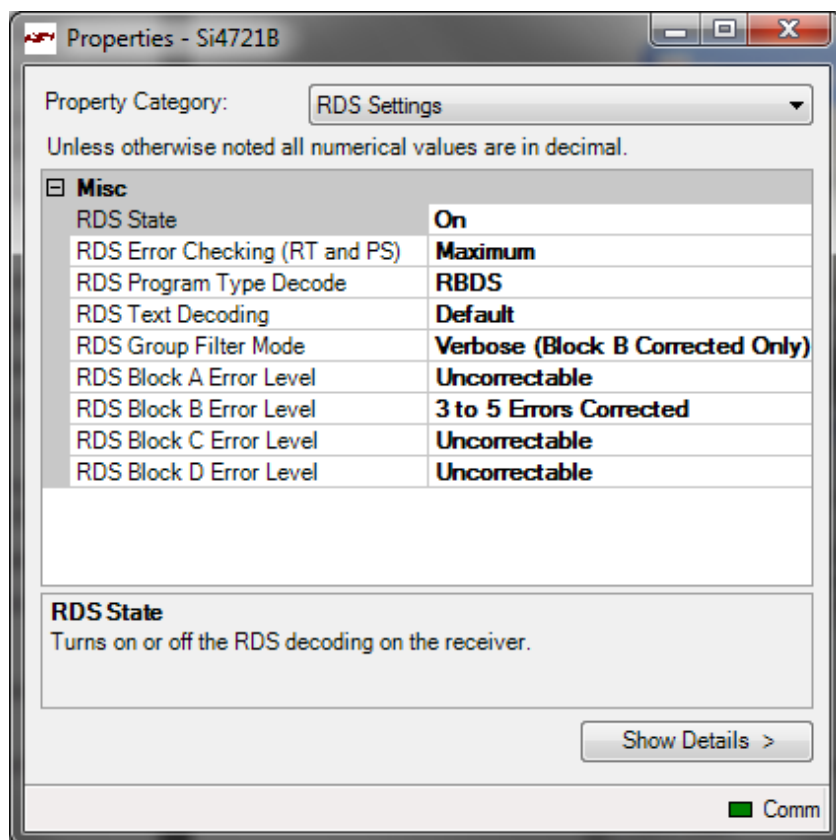 Properties - Si4721B
Property Category: RDS Settings
Unless otherwise noted all numerical values are in decimal.
Misc
RDS State On
RDS Error Checking (RT and PS) Maximum
RDS Program Type Decode RBDS
RDS Text Decoding Default
RDS Group Filter Mode Verbose (Block B Corrected Only)
RDS Block A Error Level Uncorrectable
RDS Block B Error Level 3 to 5 Errors Corrected
RDS Block C Error Level Uncorrectable
RDS Block D Error Level Uncorrectable
RDS State
Turns on or off the RDS decoding on the receiver.
Show Details >
Comm